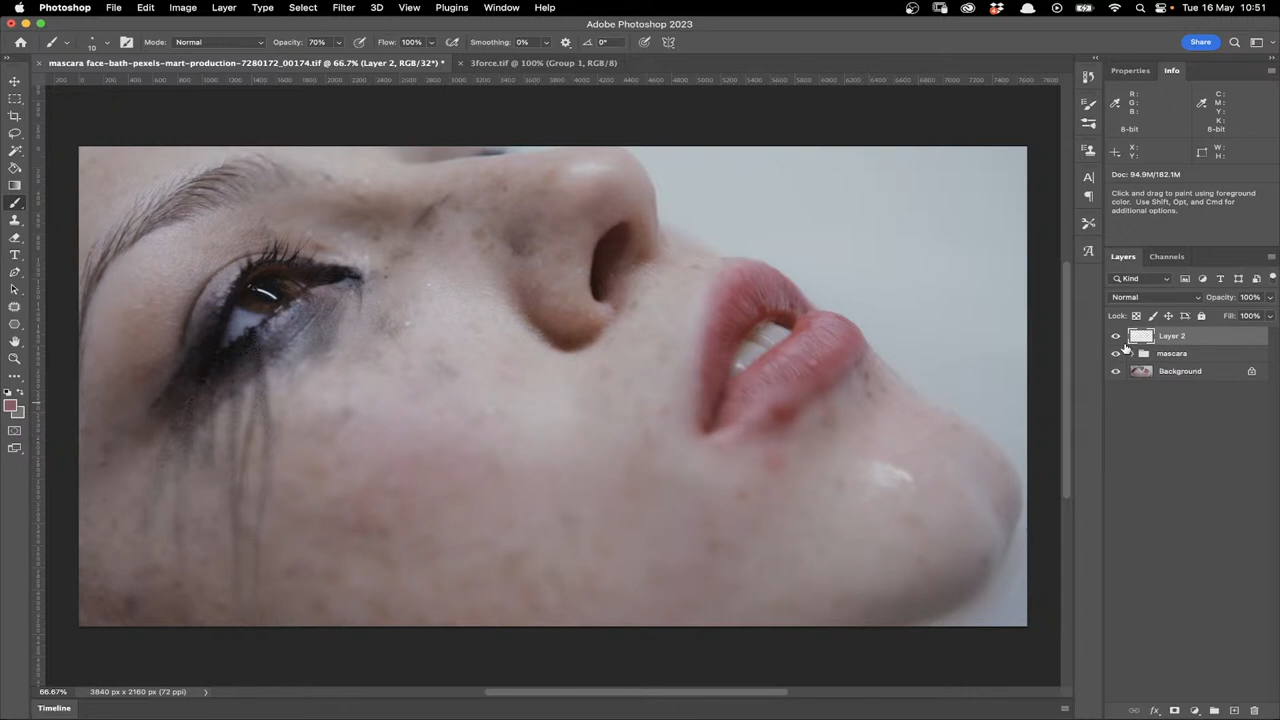 Photoshop File Edit Image Layer Type Select Filter 3D View Plugins Window Help Tue 16 May 10:51
Adobe Photoshop 2023
10 Mode: Normal Opacity: 70% Flow: 100% Smoothing: 0% 0° Share
mascara face-bath-pexels-mart-production-7280172_00174.tif @ 66.7% (Layer 2, RGB/32*) * 3force.tif @ 100% (Group 1, RGB/8)
Properties Info
R: C:
G: M:
B: Y:
K:
8-bit 8-bit
X: W:
Y: H:
Doc: 94.9M/182.1M
Click and drag to paint using foreground
color. Use Shift, Opt, and Cmd for
additional options.
Layers Channels
Kind
Normal Opacity: 100%
Lock: Fill: 100%
Layer 2
mascara
Background
66.67% 3840 px x 2160 px (72 ppi)
Timeline